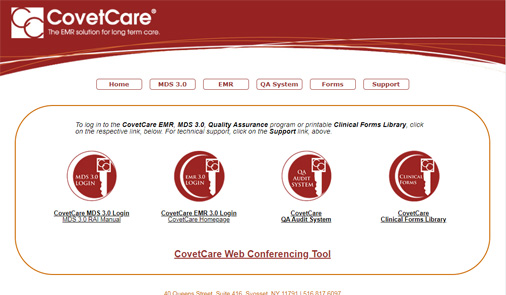 CovetCare®
The EMR solution for long term care.
Home MDS 3.0 EMR QA System Forms Support
To log in to the CovetCare EMR, MDS 3.0, Quality Assurance program or printable Clinical Forms Library, click
on the respective link, below. For technical support, click on the Support link, above.
MDS 3.0
LOGIN
EMR 3.0
LOGIN
QA
AUDIT
SYSTEM
CLINICAL
FORMS
CovetCare MDS 3.0 Login
MDS 3.0 RAI Manual
CovetCare EMR 3.0 Login
CovetCare Homepage
CovetCare
QA Audit System
CovetCare
Clinical Forms Library
CovetCare Web Conferencing Tool
40 Queens Street, Suite 416, Syosset, NY 11791 | 516.817.6097